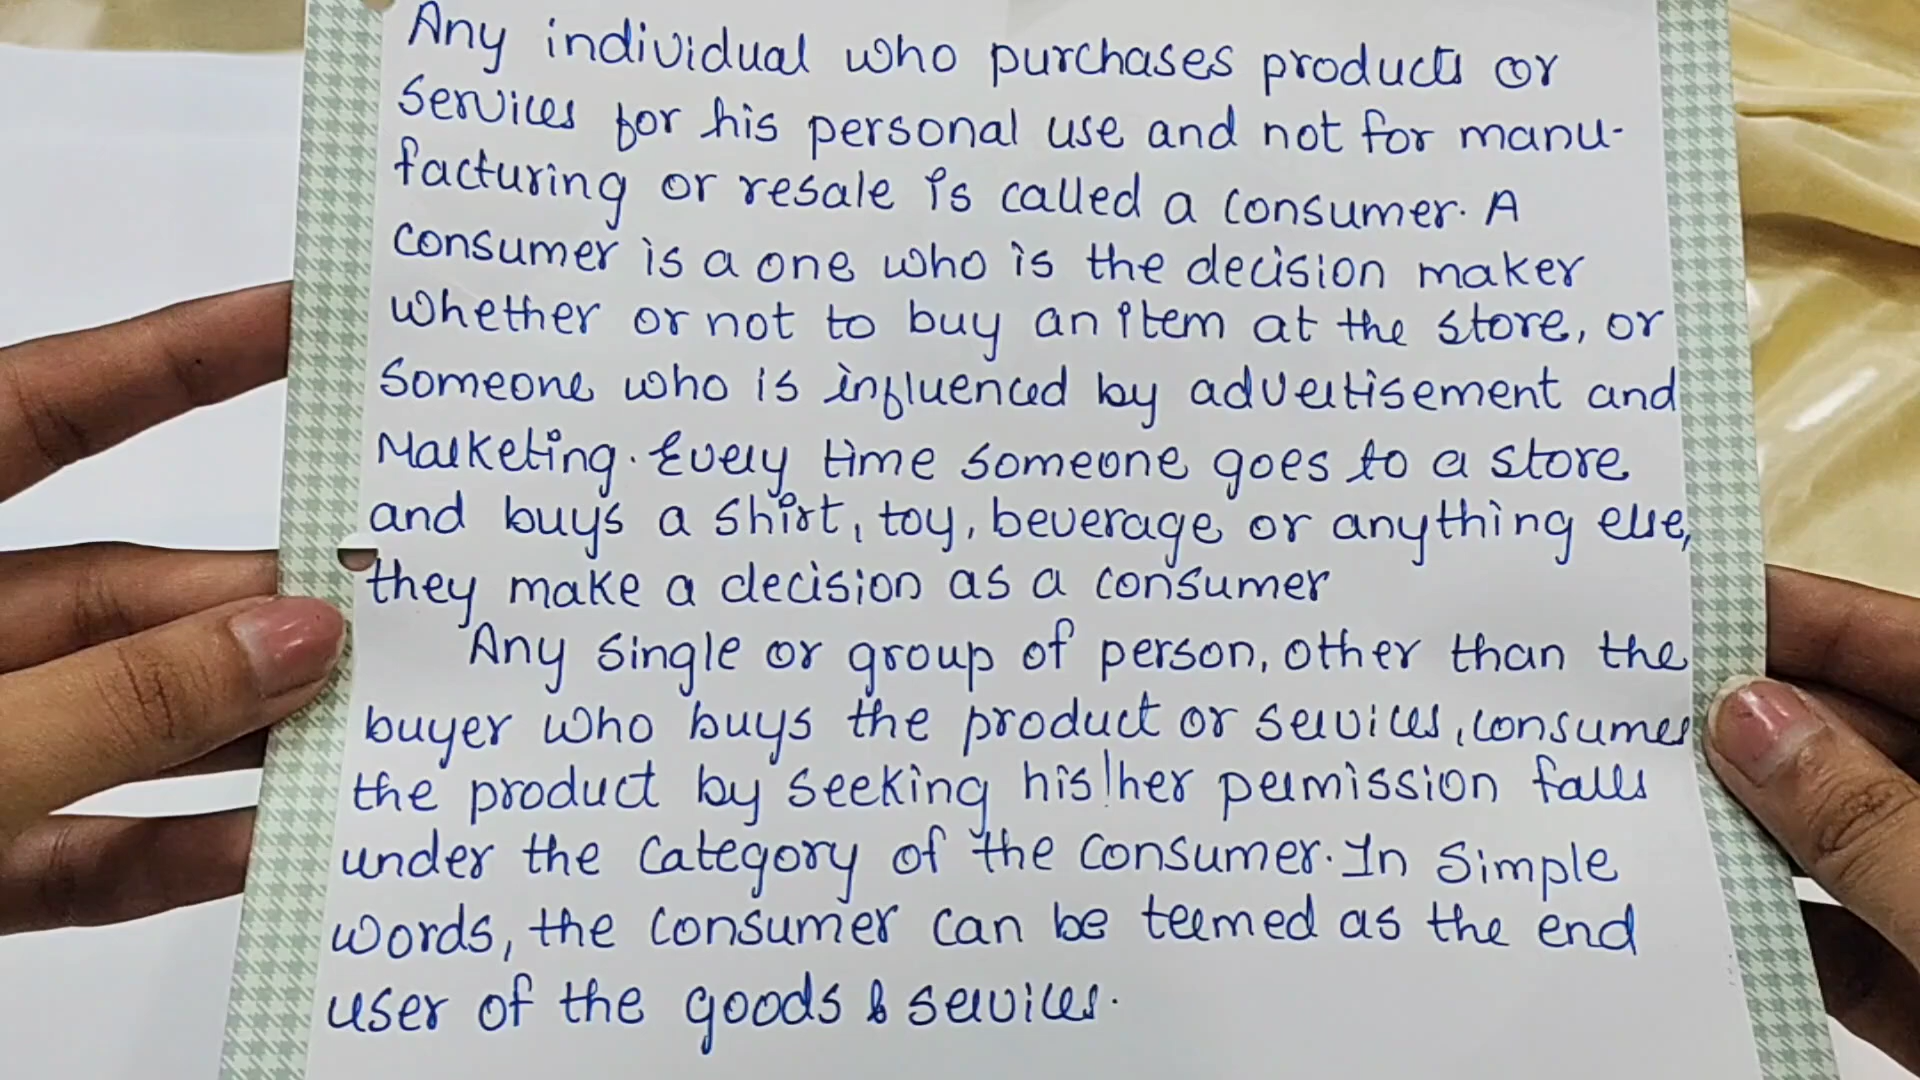 Any individual who purchases products or
services for his personal use and not for manu-
facturing or resale is called a consumer. A
consumer is a one who is the decision maker
whether or not to buy an item at the store, or
someone who is influenced by advertisement and
Marketing. Every time someone goes to a store
and buys a shirt, toy, beverage or anything else,
they make a decision as a consumer
Any single or group of person, other than the
buyer who buys the product or services, consumes
the product by seeking his/her permission falls
under the category of the consumer. In simple
words, the consumer can be termed as the end
user of the goods & services.